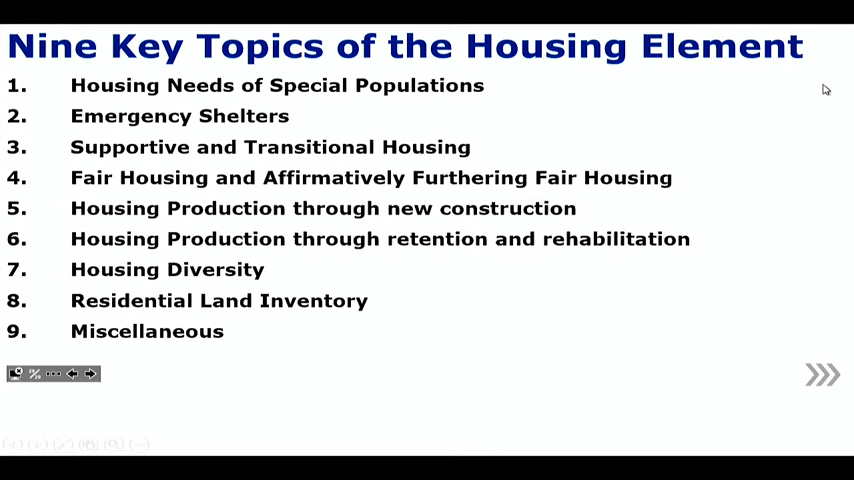 Nine Key Topics of the Housing Element
1. Housing Needs of Special Populations
2. Emergency Shelters
3. Supportive and Transitional Housing
4. Fair Housing and Affirmatively Furthering Fair Housing
5. Housing Production through new construction
6. Housing Production through retention and rehabilitation
7. Housing Diversity
8. Residential Land Inventory
9. Miscellaneous